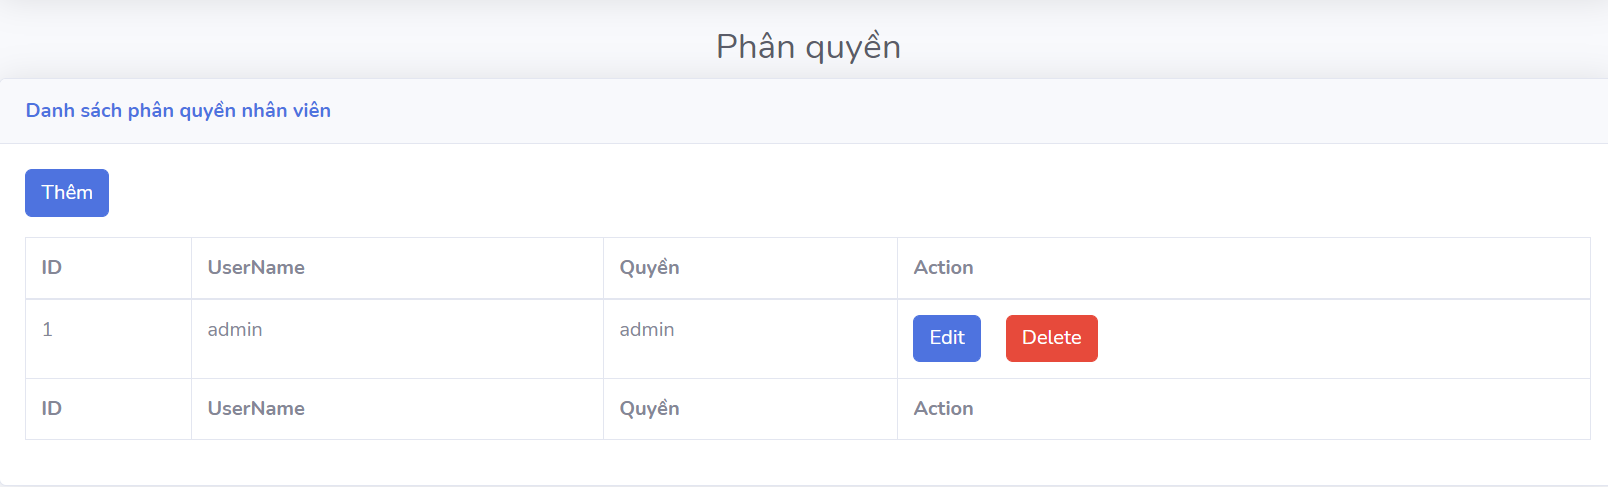 Phân quyền
Danh sách phân quyền nhân viên
Thêm
ID UserName Quyền Action
1 admin admin Edit Delete
ID UserName Quyền Action